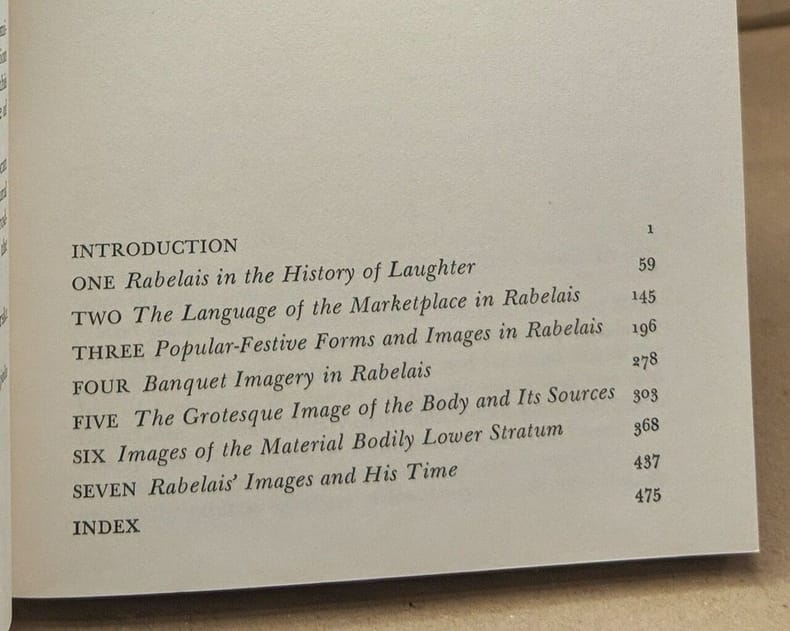 INTRODUCTION 1
ONE Rabelais in the History of Laughter 59
TWO The Language of the Marketplace in Rabelais 145
THREE Popular-Festive Forms and Images in Rabelais 196
FOUR Banquet Imagery in Rabelais 278
FIVE The Grotesque Image of the Body and Its Sources 303
SIX Images of the Material Bodily Lower Stratum 368
SEVEN Rabelais' Images and His Time 437
INDEX 475